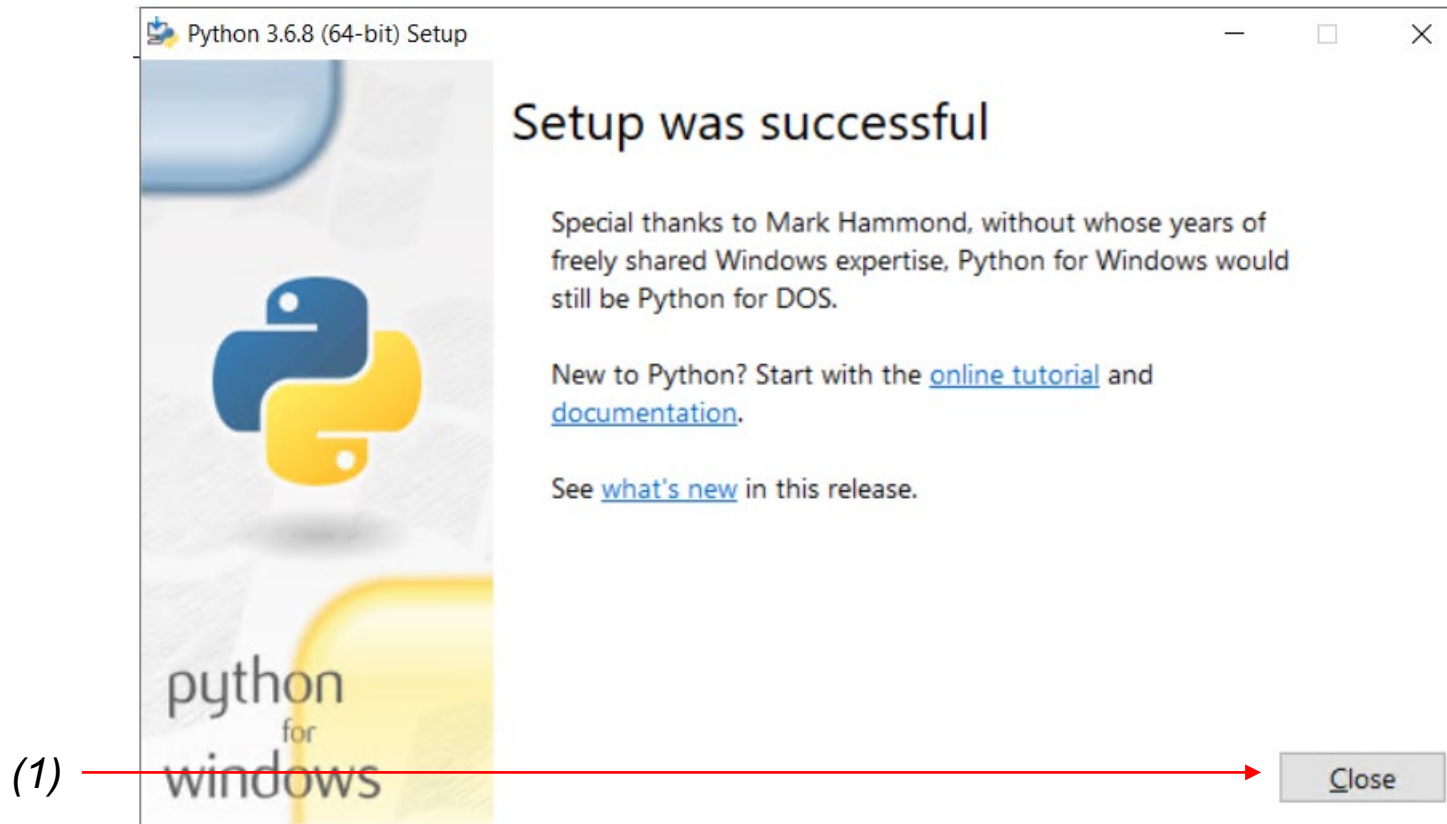 Python 3.6.8 (64-bit) Setup
Setup was successful
Special thanks to Mark Hammond, without whose years of
freely shared Windows expertise, Python for Windows would
still be Python for DOS.
New to Python? Start with the online tutorial and
documentation.
See what's new in this release.
python
for
windows
(1)
Close